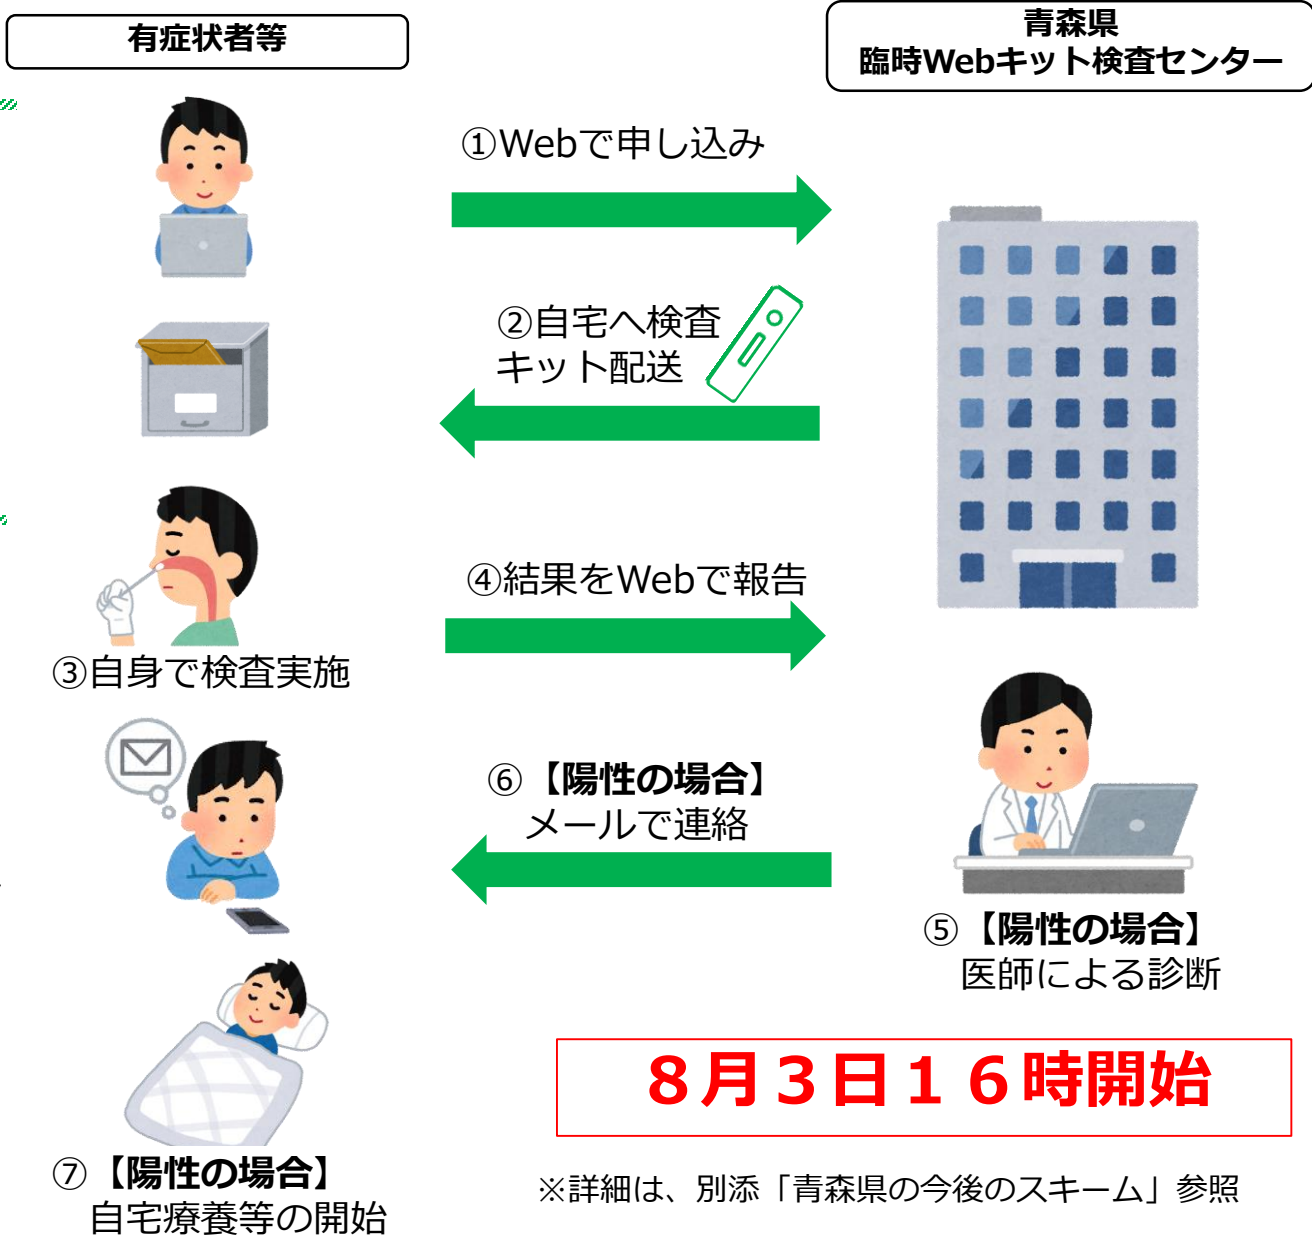 有症状者等
青森県
臨時Webキット検査センター
①Webで申し込み
②自宅へ検査
キット配送
③自身で検査実施
④結果をWebで報告
⑤【陽性の場合】
医師による診断
⑥【陽性の場合】
メールで連絡
⑦【陽性の場合】
自宅療養等の開始
８月３日１６時開始
※詳細は、別添「青森県の今後のスキーム」参照